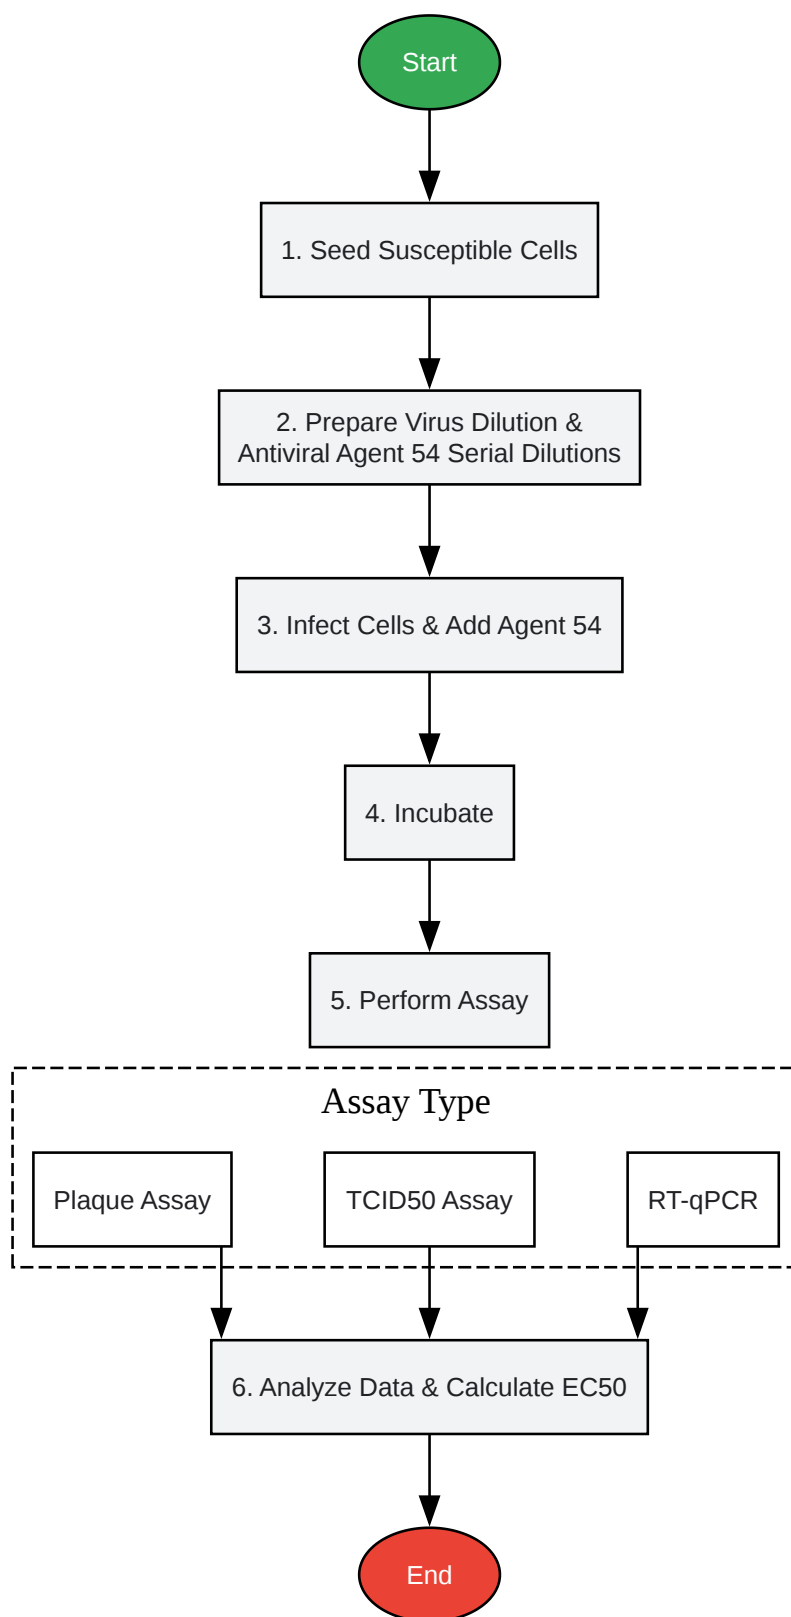 Start
1. Seed Susceptible Cells
2. Prepare Virus Dilution &
Antiviral Agent 54 Serial Dilutions
3. Infect Cells & Add Agent 54
4. Incubate
5. Perform Assay
Assay Type
Plaque Assay
TCID50 Assay
RT-qPCR
6. Analyze Data & Calculate EC50
End